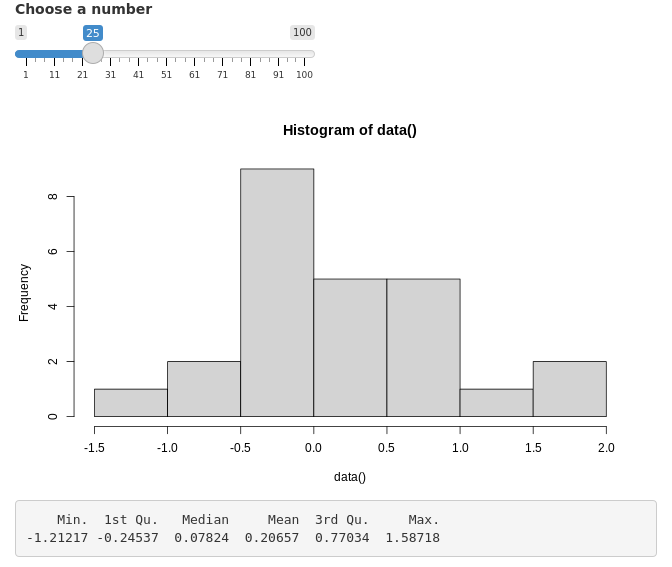 Choose a number
1 25 100
1 11 21 31 41 51 61 71 81 91 100
Histogram of data()
Frequency
8
6
4
2
0
-1.5 -1.0 -0.5 0.0 0.5 1.0 1.5 2.0
data()
Min. 1st Qu. Median Mean 3rd Qu. Max.
-1.21217 -0.24537 0.07824 0.20657 0.77034 1.58718